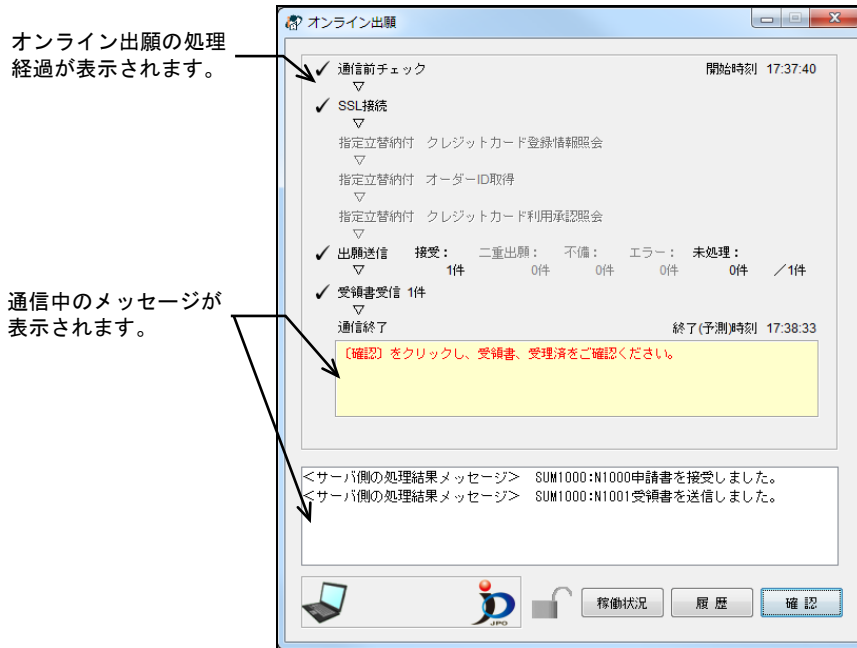 オンライン出願
オンライン出願の処理
経過が表示されます。
通信前チェック 開始時刻 17:37:40
▽
SSL接続
▽
指定立替納付 クレジットカード登録情報照会
▽
指定立替納付 オーダーID取得
▽
指定立替納付 クレジットカード利用承認照会
▽
出願送信 接受： 二重出願： 不備： エラー： 未処理：
▽ 1件 0件 0件 0件 0件 ／1件
受領書受信 1件
▽
通信終了 終了(予測)時刻 17:38:33
通信中のメッセージが
表示されます。
〔確認〕をクリックし、受領書、受理済をご確認ください。
＜サーバ側の処理結果メッセージ＞ SUM1000:N1000申請書を接受しました。
＜サーバ側の処理結果メッセージ＞ SUM1000:N1001受領書を送信しました。
JPO
稼働状況 履歴 確認